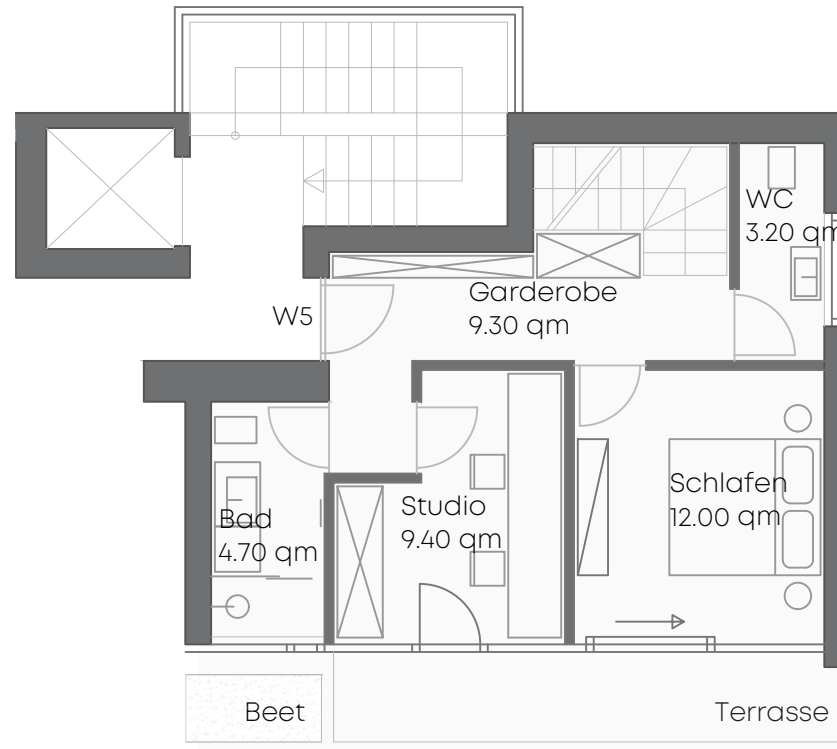 WC
3.20 qm
Garderobe
9.30 qm
W5
Schlafen
12.00 qm
Studio
9.40 qm
Bad
4.70 qm
Beet
Terrasse